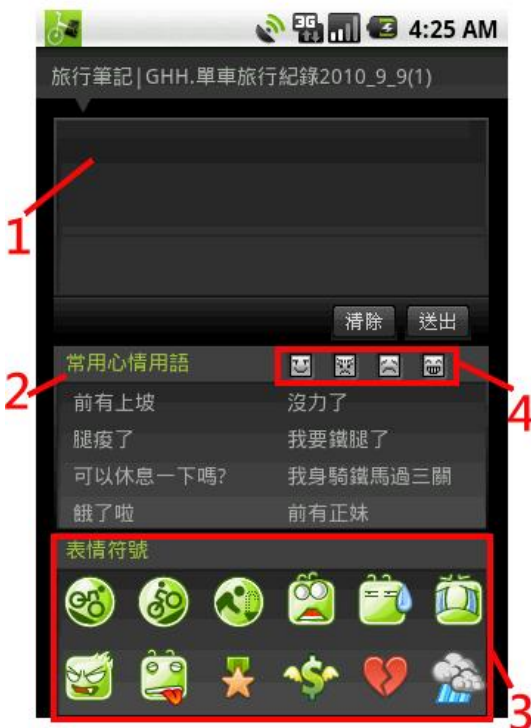 3G 4:25 AM
旅行筆記|GHH.單車旅行紀錄2010_9_9(1)
1
清除 送出
2 常用心情用語 4
前有上坡 沒力了
腿痠了 我要鐵腿了
可以休息一下嗎? 我身騎鐵馬過三關
餓了啦 前有正妹
表情符號
3